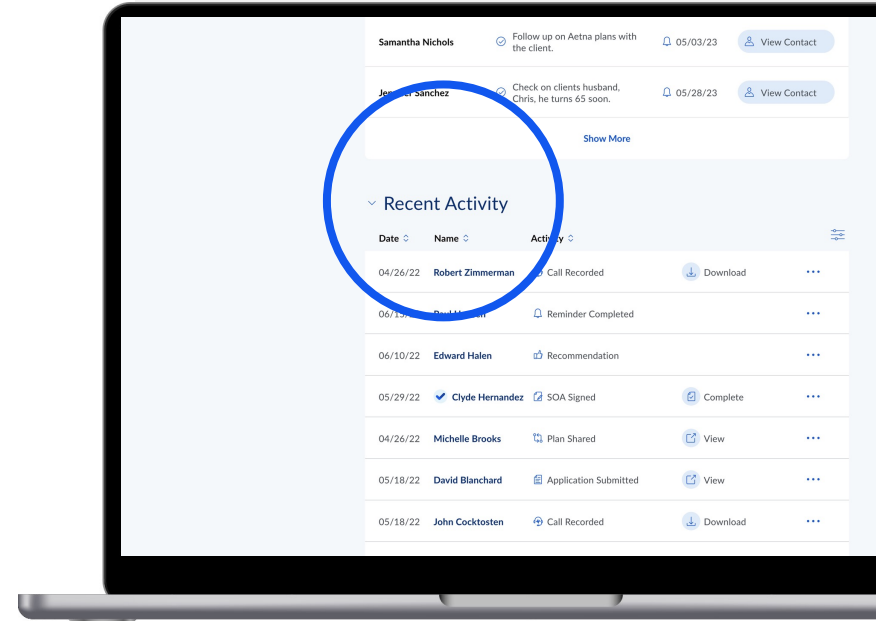 Samantha Nichols
Follow up on Aetna plans with
the client.
05/03/23
View Contact
Sanchez
Check on clients husband,
Chris, he turns 65 soon.
05/28/23
View Contact
Show More
Recent Activity
Date
Name
Activity
04/26/22 Robert Zimmerman Call Recorded Download
Reminder Completed
06/10/22 Edward Halen Recommendation
05/29/22 Clyde Hernandez SOA Signed Complete
04/26/22 Michelle Brooks Plan Shared View
05/18/22 David Blanchard Application Submitted View
05/18/22 John Cocktosten Call Recorded Download